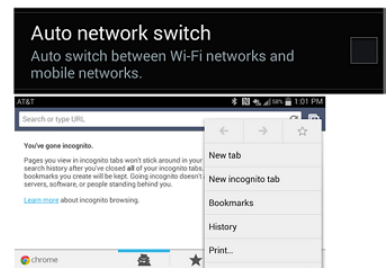 Auto network switch
Auto switch between Wi-Fi networks and
mobile networks.
AT&T
58%
1:01 PM
Search or type URL
You've gone incognito.
Pages you view in incognito tabs won't stick around in your
search history after you've closed all of your incognito tabs.
bookmarks you create will be kept. Going incognito doesn't
servers, software, or people standing behind you.
Learn more about incognito browsing.
New tab
New incognito tab
Bookmarks
History
Print...
chrome